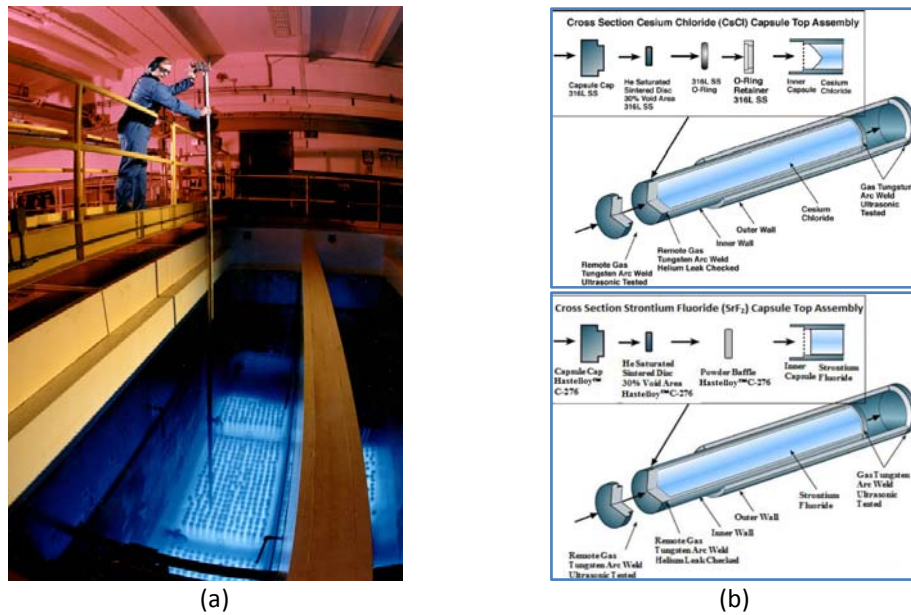 Cross Section Cesium Chloride (CsCl) Capsule Top Assembly
Capsule Cap
316L SS
He Saturated
Sintered Disc
30% Void Area
316L SS
316L SS
O-Ring
O-Ring
Retainer
316L SS
Inner
Capsule
Cesium
Chloride
Gas Tungsten
Arc Weld
Ultrasonic
Tested
Cesium
Chloride
Outer Wall
Inner Wall
Remote Gas
Tungsten Arc Weld
Helium Leak Checked
Remote Gas
Tungsten Arc Weld
Ultrasonic Tested
Cross Section Strontium Fluoride (SrF₂) Capsule Top Assembly
Capsule Cap
Hastelloy™
C-276
He Saturated
Sintered Disc
30% Void Area
Hastelloy™C-276
Powder Baffle
Hastelloy™C-276
Inner
Capsule
Strontium
Fluoride
Gas Tungsten
Arc Weld
Ultrasonic
Tested
Strontium
Fluoride
Outer Wall
Inner Wall
Remote Gas
Tungsten Arc Weld
Helium Leak Checked
Remote Gas
Tungsten Arc Weld
Ultrasonic Tested
(a)
(b)